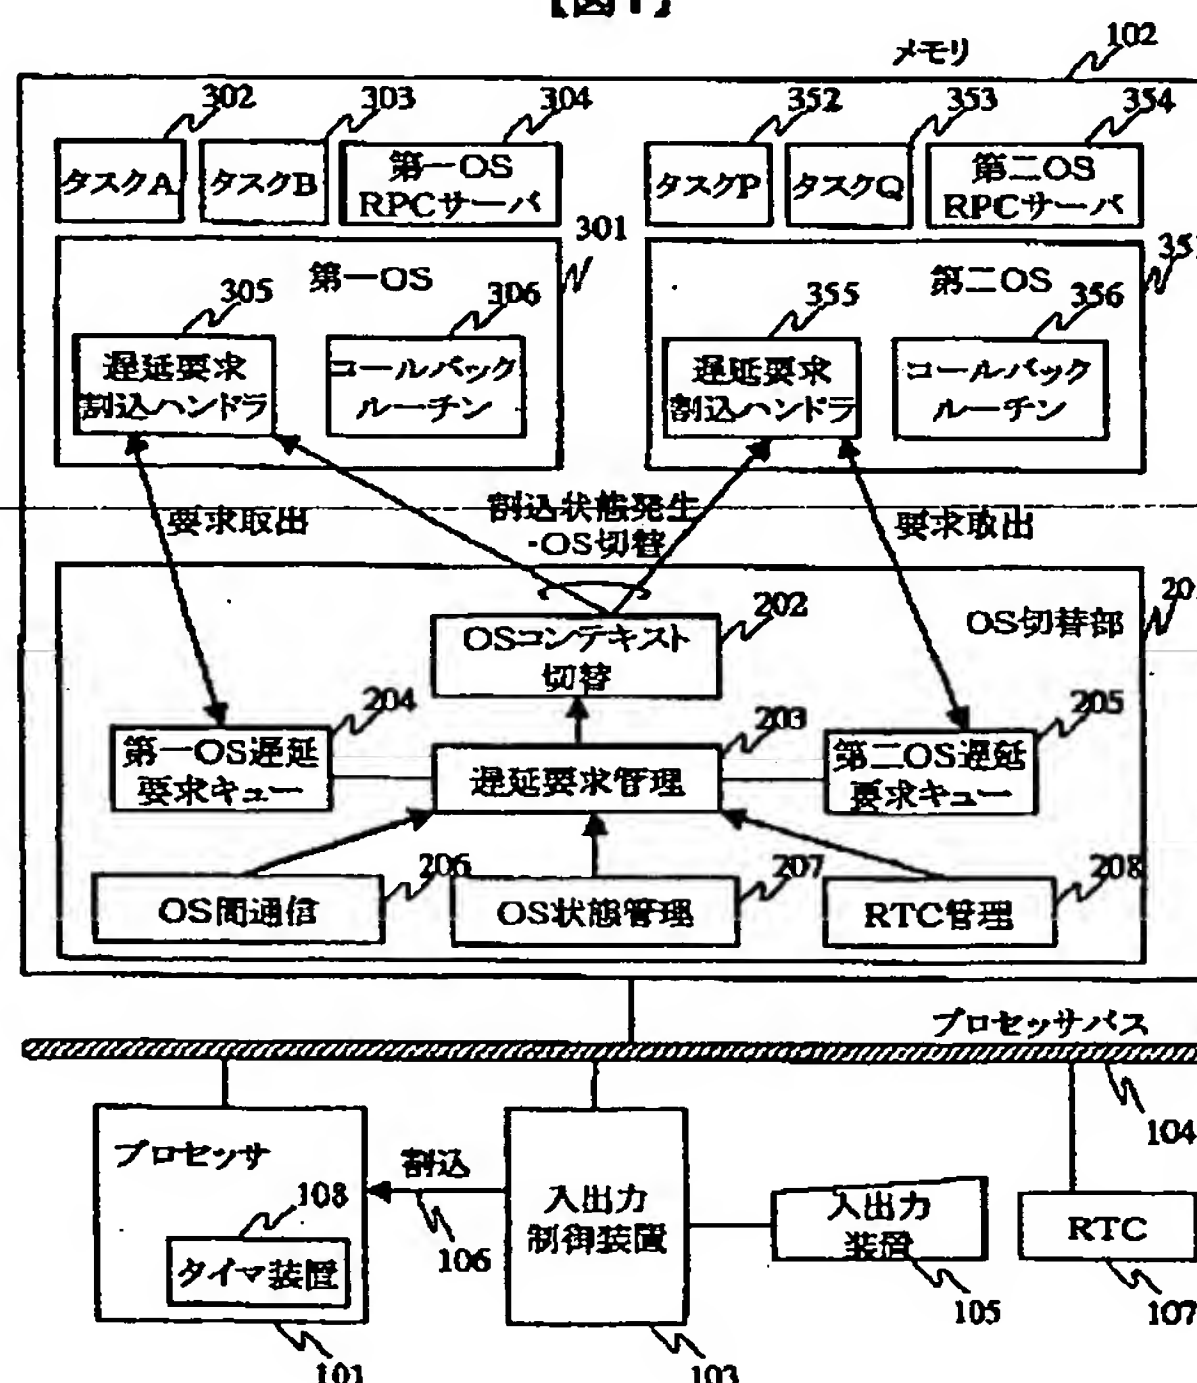 【図1】
メモリ
102
302
303
304
352
353
354
タスクA
タスクB
第一OS
RPCサーバ
タスクP
タスクQ
第二OS
RPCサーバ
301
351
第一OS
第二OS
305
306
355
356
遅延要求
割込ハンドラ
コールバック
ルーチン
遅延要求
割込ハンドラ
コールバック
ルーチン
要求取出
割込状態発生
・OS切替
要求取出
201
OS切替部
202
OSコンテキスト
切替
204
203
205
第一OS遅延
要求キュー
遅延要求管理
第二OS遅延
要求キュー
206
207
208
OS間通信
OS状態管理
RTC管理
プロセッサバス
104
プロセッサ
割込
106
108
タイマ装置
入出力
制御装置
入出力
装置
RTC
105
107
101
103